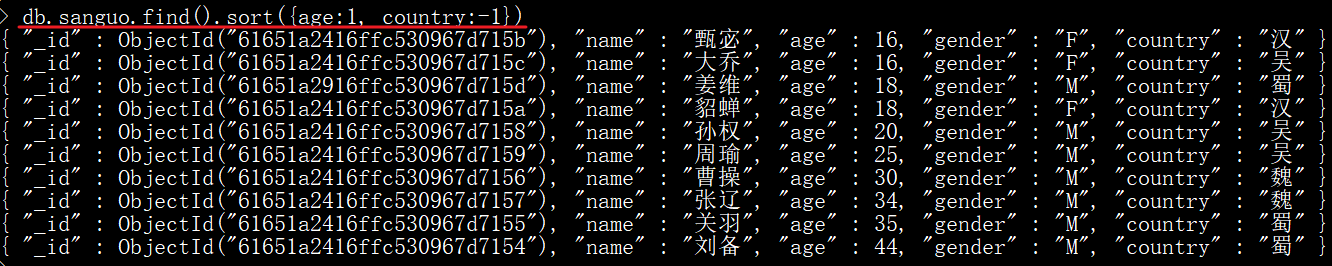 > db.sanguo.find().sort({age:1, country:-1})
{ "_id" : ObjectId("61651a2416ffc530967d715b"), "name" : "甄宓", "age" : 16, "gender" : "F", "country" : "汉" }
{ "_id" : ObjectId("61651a2416ffc530967d715c"), "name" : "大乔", "age" : 16, "gender" : "F", "country" : "吴" }
{ "_id" : ObjectId("61651a2916ffc530967d715d"), "name" : "姜维", "age" : 18, "gender" : "M", "country" : "蜀" }
{ "_id" : ObjectId("61651a2416ffc530967d715a"), "name" : "貂蝉", "age" : 18, "gender" : "F", "country" : "汉" }
{ "_id" : ObjectId("61651a2416ffc530967d7158"), "name" : "孙权", "age" : 20, "gender" : "M", "country" : "吴" }
{ "_id" : ObjectId("61651a2416ffc530967d7159"), "name" : "周瑜", "age" : 25, "gender" : "M", "country" : "吴" }
{ "_id" : ObjectId("61651a2416ffc530967d7156"), "name" : "曹操", "age" : 30, "gender" : "M", "country" : "魏" }
{ "_id" : ObjectId("61651a2416ffc530967d7157"), "name" : "张辽", "age" : 34, "gender" : "M", "country" : "魏" }
{ "_id" : ObjectId("61651a2416ffc530967d7155"), "name" : "关羽", "age" : 35, "gender" : "M", "country" : "蜀" }
{ "_id" : ObjectId("61651a2416ffc530967d7154"), "name" : "刘备", "age" : 44, "gender" : "M", "country" : "蜀" }